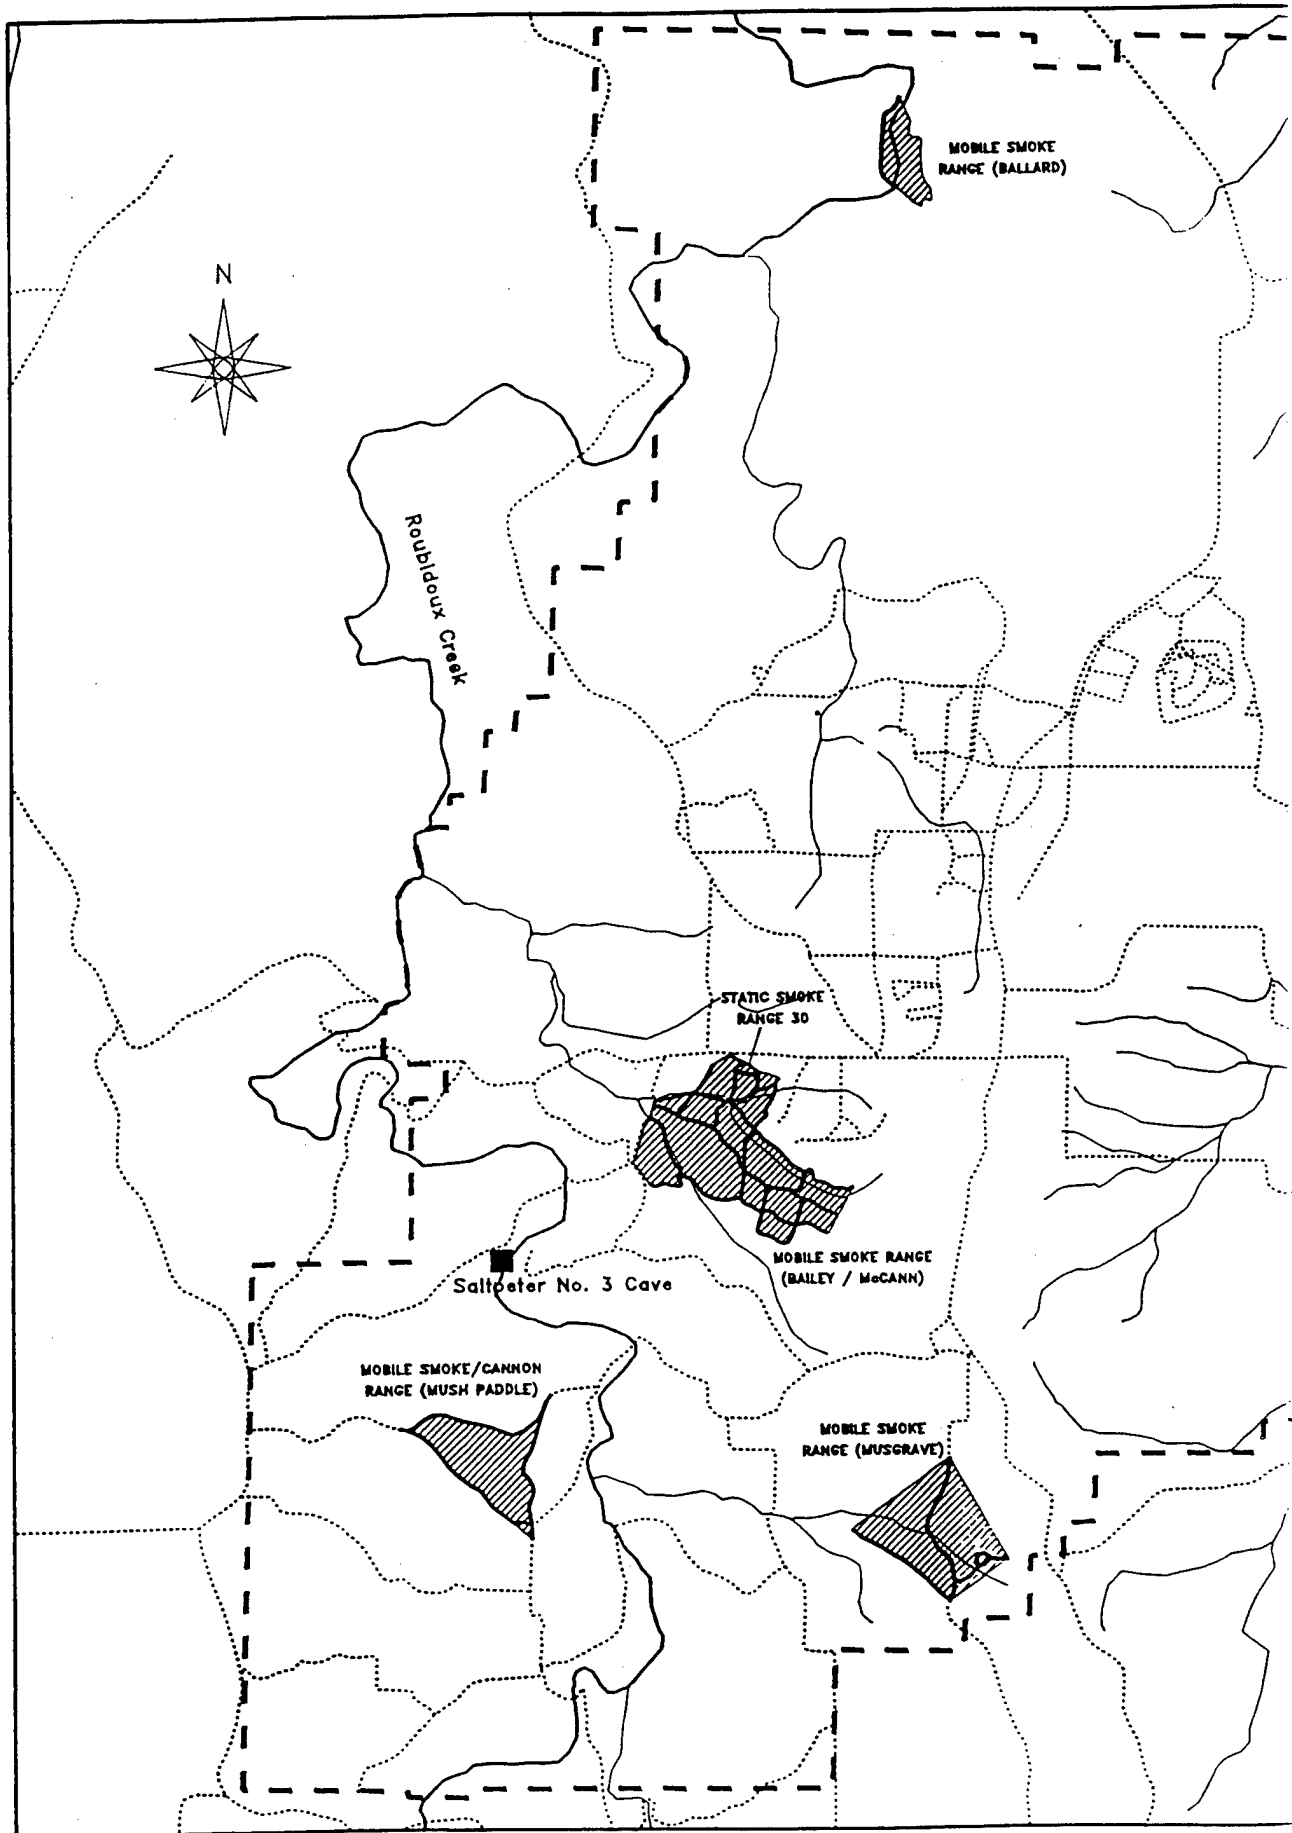 MOBILE SMOKE
RANGE (BALLARD)
N
Roubidoux Creek
STATIC SMOKE
RANGE 30
MOBILE SMOKE RANGE
(BAILEY / McCANN)
Saltpeter No. 3 Cave
MOBILE SMOKE/CANNON
RANGE (MUSH PADDLE)
MOBILE SMOKE
RANGE (MUSGRAVE)